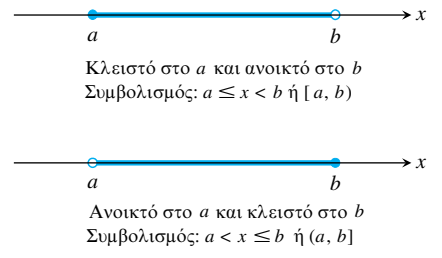 x
a b
Κλειστό στο a και ανοικτό στο b
Συμβολισμός: a ≤ x < b ή [ a, b)
x
a b
Ανοικτό στο a και κλειστό στο b
Συμβολισμός: a < x ≤ b ή (a, b]